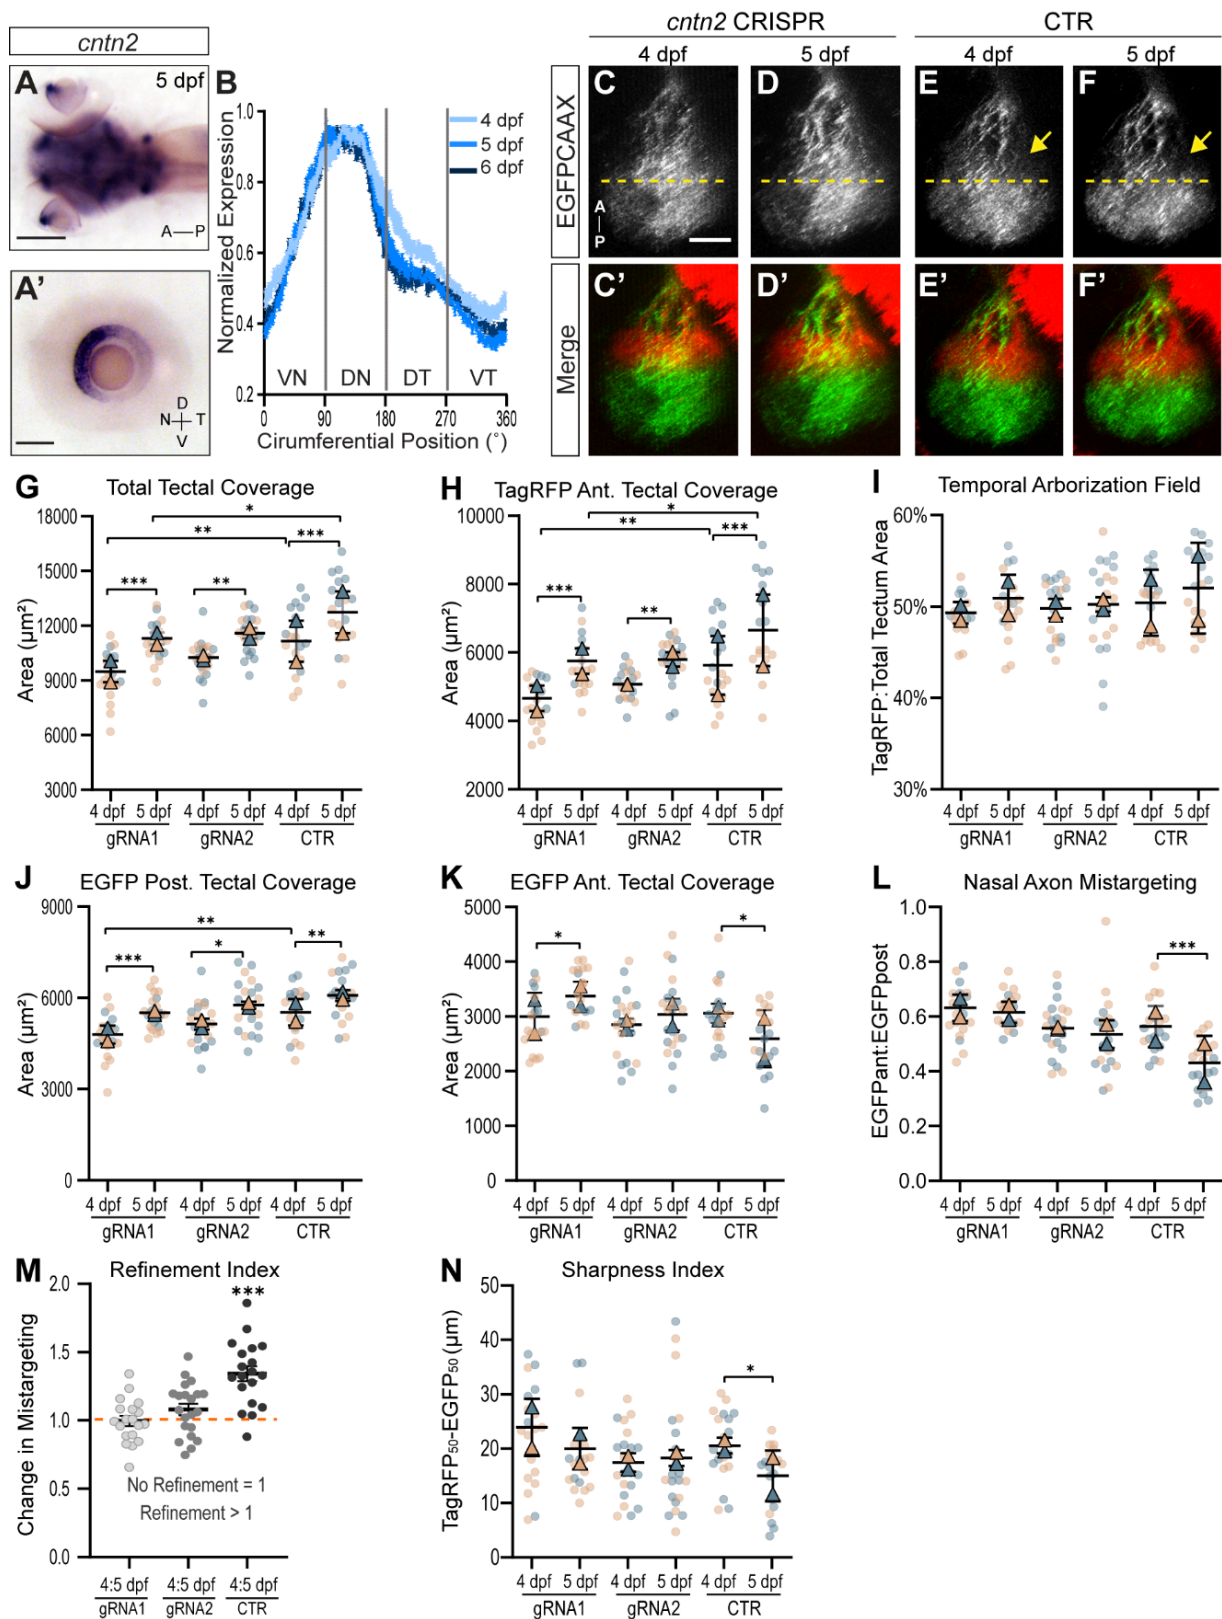 cntn2
A
5 dpf
A—P
A'
D
N T
V
B
Normalized Expression
1.0
0.8
0.6
0.4
0.2
4 dpf
5 dpf
6 dpf
VN DN DT VT
0 90 180 270 360
Cirumferential Position (°)
cntn2 CRISPR CTR
4 dpf 5 dpf 4 dpf 5 dpf
EGFPCAAX
C D E F
A
P
Merge
C' D' E' F'
G Total Tectal Coverage
Area (µm²)
18000
15000
12000
9000
6000
3000
*
**
***
*** **
4 dpf 5 dpf 4 dpf 5 dpf 4 dpf 5 dpf
gRNA1 gRNA2 CTR
H TagRFP Ant. Tectal Coverage
Area (µm²)
10000
8000
6000
4000
2000
*
**
***
***
**
4 dpf 5 dpf 4 dpf 5 dpf 4 dpf 5 dpf
gRNA1 gRNA2 CTR
I Temporal Arborization Field
TagRFP:Total Tectum Area
60%
50%
40%
30%
4 dpf 5 dpf 4 dpf 5 dpf 4 dpf 5 dpf
gRNA1 gRNA2 CTR
J EGFP Post. Tectal Coverage
Area (µm²)
9000
6000
3000
0
**
*** * **
4 dpf 5 dpf 4 dpf 5 dpf 4 dpf 5 dpf
gRNA1 gRNA2 CTR
K EGFP Ant. Tectal Coverage
Area (µm²)
5000
4000
3000
2000
1000
0
* *
4 dpf 5 dpf 4 dpf 5 dpf 4 dpf 5 dpf
gRNA1 gRNA2 CTR
L Nasal Axon Mistargeting
EGFPant:EGFPpost
1.0
0.8
0.6
0.4
0.2
0.0
***
4 dpf 5 dpf 4 dpf 5 dpf 4 dpf 5 dpf
gRNA1 gRNA2 CTR
M Refinement Index
Change in Mistargeting
2.0
1.5
1.0
0.5
0.0
***
No Refinement = 1
Refinement > 1
4:5 dpf 4:5 dpf 4:5 dpf
gRNA1 gRNA2 CTR
N Sharpness Index
TagRFP₅₀-EGFP₅₀ (µm)
50
40
30
20
10
0
*
4 dpf 5 dpf 4 dpf 5 dpf 4 dpf 5 dpf
gRNA1 gRNA2 CTR